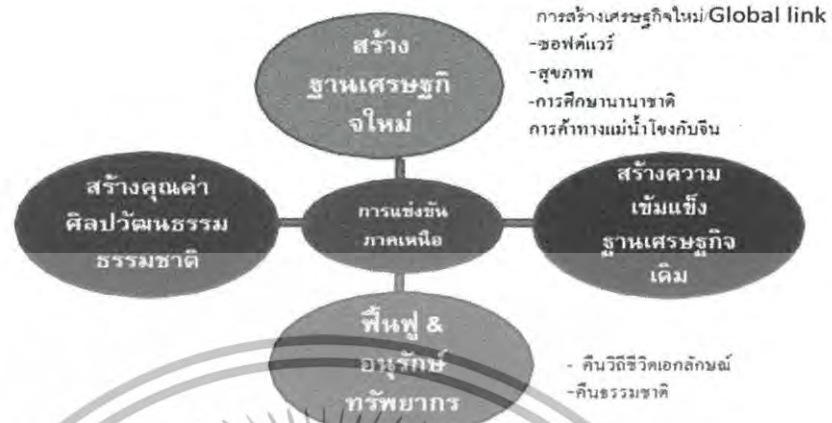 สร้าง
ฐานเศรษฐกิ
จใหม่
การสร้างเศรษฐกิจใหม่/Global link
-ซอฟต์แวร์
-สุขภาพ
-การศึกษานานาชาติ
การค้าทางแม่น้ำโขงกับจีน
สร้างคุณค่า
ศิลปวัฒนธรรม
ธรรมชาติ
การแข่งขัน
ภาคเหนือ
สร้างความ
เข้มแข็ง
ฐานเศรษฐกิจ
เดิม
ฟื้นฟู &
อนุรักษ์
ทรัพยากร
- คืนวิถีชีวิตเอกลักษณ์
-คืนธรรมชาติ